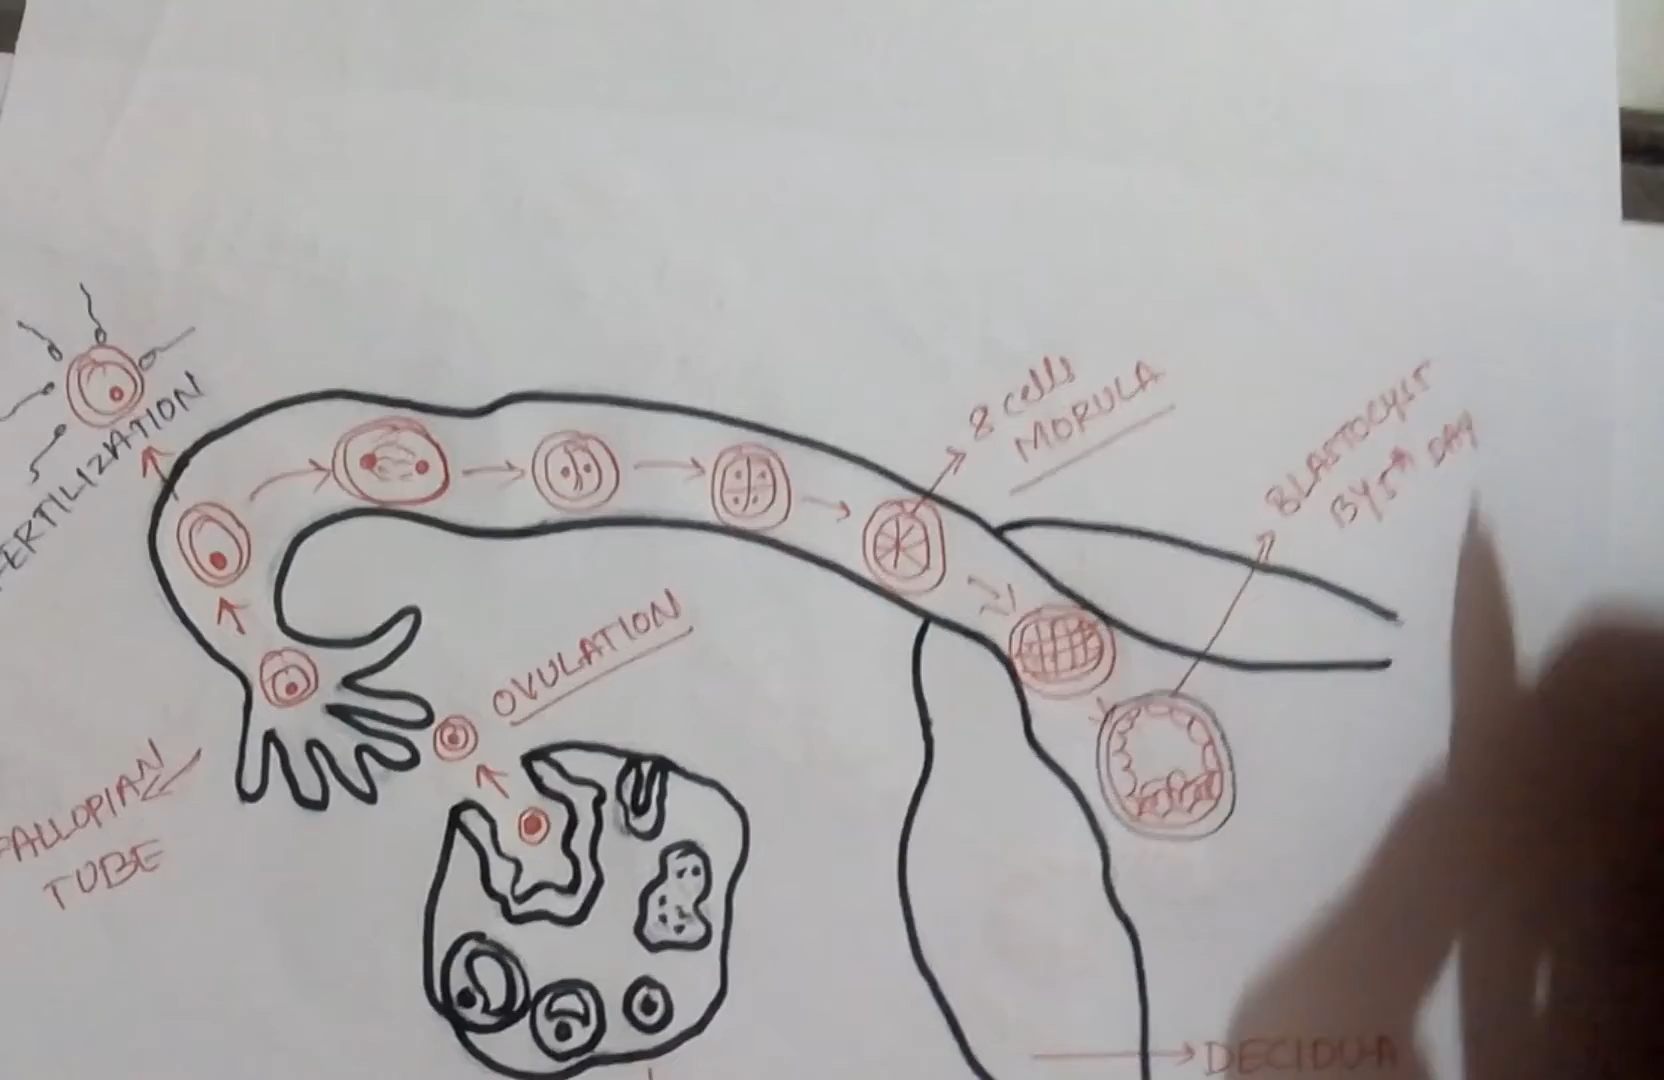 FERTILIZATION
8 cells
MORULA
BLASTOCYST
BY 5th DAY
OVULATION
FALLOPIAN
TUBE
DECIDUA